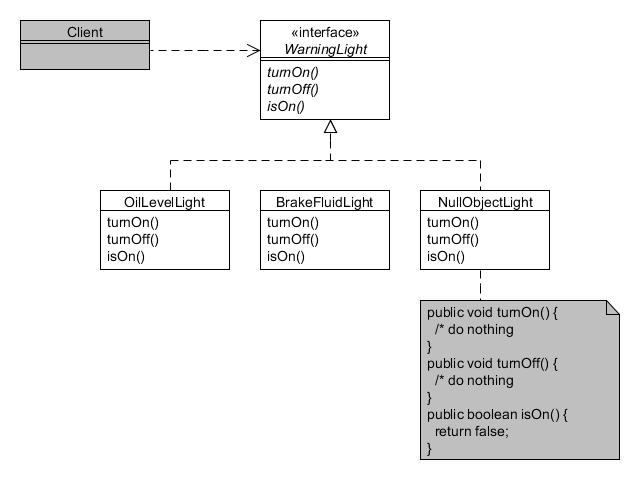 Client
«interface»
WarningLight
turnOn()
turnOff()
isOn()
OilLevelLight
turnOn()
turnOff()
isOn()
BrakeFluidLight
turnOn()
turnOff()
isOn()
NullObjectLight
turnOn()
turnOff()
isOn()
public void turnOn() {
/* do nothing
}
public void turnOff() {
/* do nothing
}
public boolean isOn() {
return false;
}